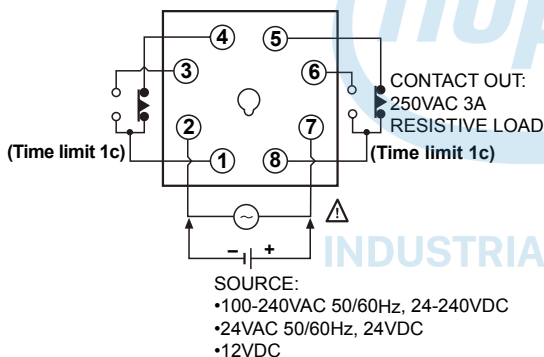 4
5
3
6
CONTACT OUT:
250VAC 3A
RESISTIVE LOAD
2
7
(Time limit 1c)
1
8
(Time limit 1c)
INDUSTRIA
SOURCE:
•100-240VAC 50/60Hz, 24-240VDC
•24VAC 50/60Hz, 24VDC
•12VDC